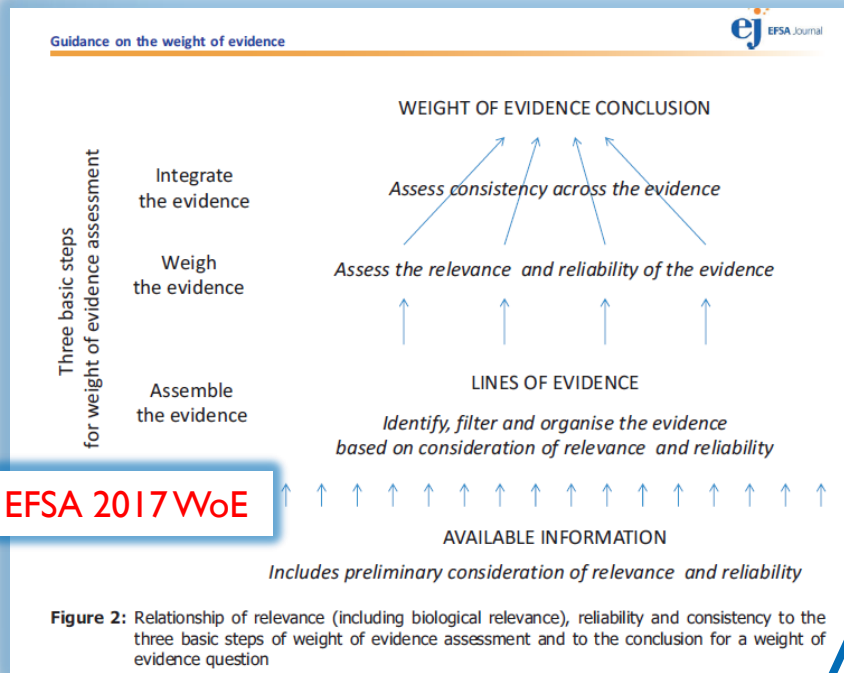 Guidance on the weight of evidence
ej EFSA Journal
WEIGHT OF EVIDENCE CONCLUSION
Three basic steps
for weight of evidence assessment
Integrate
the evidence
Assess consistency across the evidence
Weigh
the evidence
Assess the relevance and reliability of the evidence
Assemble
the evidence
LINES OF EVIDENCE
Identify, filter and organise the evidence
based on consideration of relevance and reliability
EFSA 2017 WoE
AVAILABLE INFORMATION
Includes preliminary consideration of relevance and reliability
Figure 2: Relationship of relevance (including biological relevance), reliability and consistency to the
three basic steps of weight of evidence assessment and to the conclusion for a weight of
evidence question